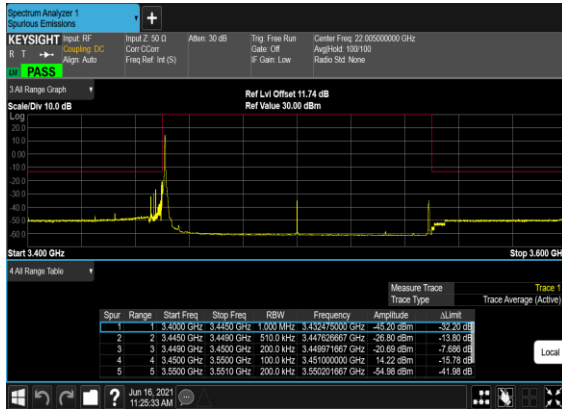 Spectrum Analyzer 1
Spurious Emissions
KEYSIGHT
R T
LXI PASS
Input: RF
Coupling: DC
Align: Auto
Input Z: 50 Ω
Corr CCorr
Freq Ref: Int (S)
Atten: 30 dB
Trig: Free Run
Gate: Off
IF Gain: Low
Center Freq: 22.005000000 GHz
Avg|Hold: 100/100
Radio Std: None
3 All Range Graph
Scale/Div 10.0 dB
Ref Lvl Offset 11.74 dB
Ref Value 30.00 dBm
Log
20.0
10.0
0.00
-10.0
-20.0
-30.0
-40.0
-50.0
-60.0
Start 3.400 GHz
Stop 3.600 GH
4 All Range Table
Measure Trace Trace 1
Trace Type Trace Average (Active)
Spur Range Start Freq Stop Freq RBW Frequency Amplitude ΔLimit
1 1 3.4000 GHz 3.4450 GHz 1.000 MHz 3.432475000 GHz -45.20 dBm -32.20 dB
2 2 3.4450 GHz 3.4490 GHz 510.0 kHz 3.447626667 GHz -26.80 dBm -13.80 dB
3 3 3.4490 GHz 3.4500 GHz 200.0 kHz 3.449971667 GHz -20.69 dBm -7.686 dB
4 4 3.4500 GHz 3.5500 GHz 100.0 kHz 3.451000000 GHz 14.22 dBm -15.78 dB
5 5 3.5500 GHz 3.5510 GHz 200.0 kHz 3.550201667 GHz -54.98 dBm -41.98 dB
Local
?
Jun 16, 2021
11:25:33 AM